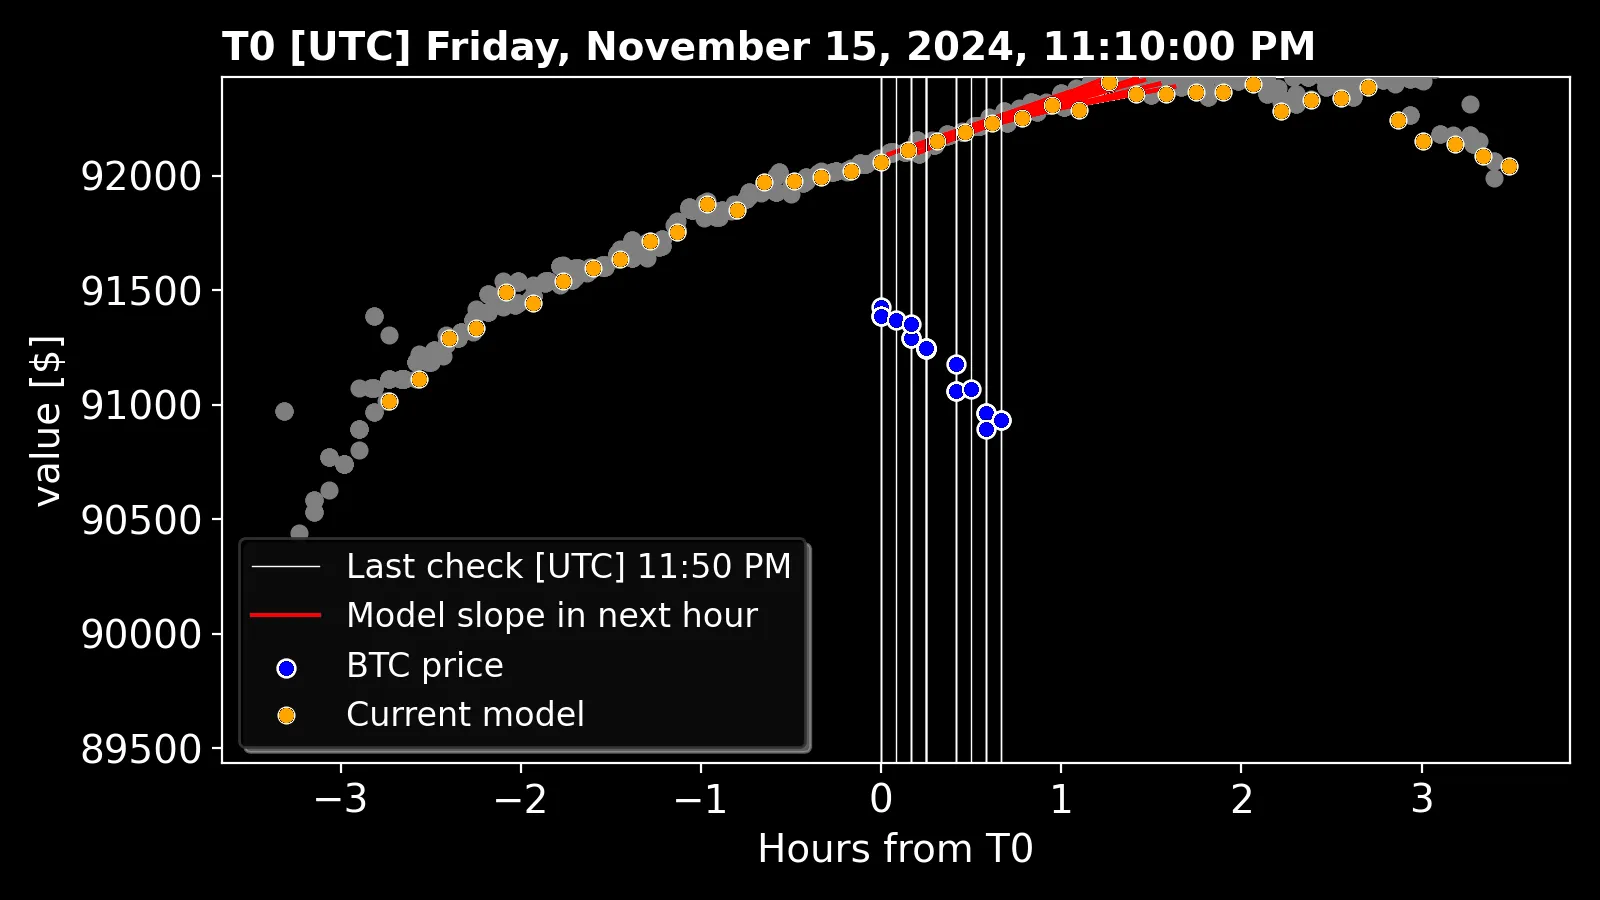 T0 [UTC] Friday, November 15, 2024, 11:10:00 PM
value [$]
92000
91500
91000
90500
90000
89500
Last check [UTC] 11:50 PM
Model slope in next hour
BTC price
Current model
−3 −2 −1 0 1 2 3
Hours from T0